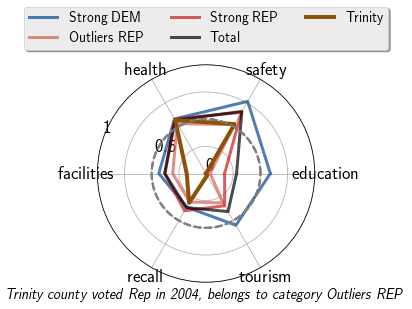 Strong DEM Strong REP Trinity
Outliers REP Total
health safety
1
0.5
0
facilities education
recall tourism
Trinity county voted Rep in 2004, belongs to category Outliers REP